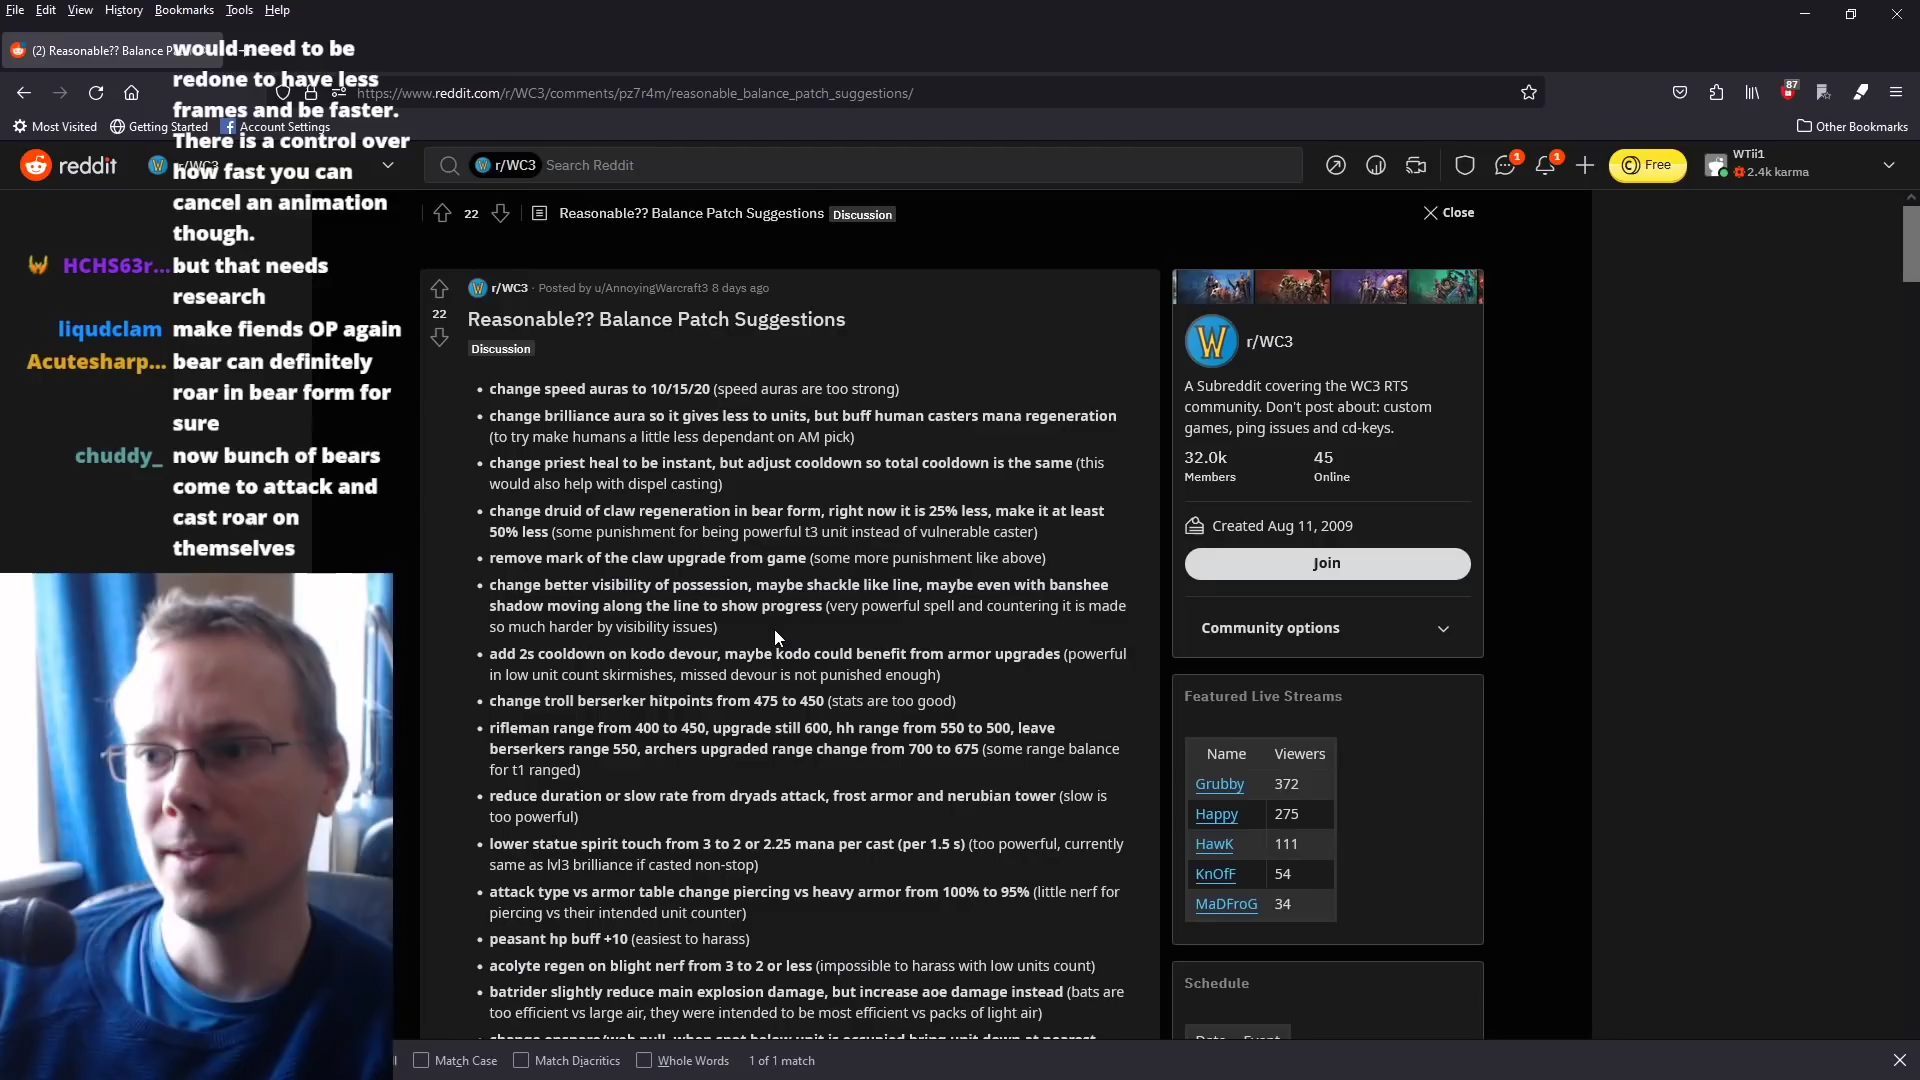 File Edit View History Bookmarks Tools Help
(2) Reasonable?? Balance P
https://www.reddit.com/r/WC3/comments/pz7r4m/reasonable_balance_patch_suggestions/
87
Most Visited Getting Started Account Settings
Other Bookmarks
reddit
r/WC3
r/WC3 Search Reddit
1
1
Free
WTii1
2.4k karma
would need to be
redone to have less
frames and be faster.
There is a control over
how fast you can
cancel an animation
though.
HCHS63r... but that needs
research
liqudclam make fiends OP again
Acutesharp... bear can definitely
roar in bear form for
sure
chuddy_ now bunch of bears
come to attack and
cast roar on
themselves
22 Reasonable?? Balance Patch Suggestions Discussion
Close
r/WC3 · Posted by u/AnnoyingWarcraft3 8 days ago
22
Reasonable?? Balance Patch Suggestions
Discussion
• change speed auras to 10/15/20 (speed auras are too strong)
• change brilliance aura so it gives less to units, but buff human casters mana regeneration
(to try make humans a little less dependant on AM pick)
• change priest heal to be instant, but adjust cooldown so total cooldown is the same (this
would also help with dispel casting)
• change druid of claw regeneration in bear form, right now it is 25% less, make it at least
50% less (some punishment for being powerful t3 unit instead of vulnerable caster)
• remove mark of the claw upgrade from game (some more punishment like above)
• change better visibility of possession, maybe shackle like line, maybe even with banshee
shadow moving along the line to show progress (very powerful spell and countering it is made
so much harder by visibility issues)
• add 2s cooldown on kodo devour, maybe kodo could benefit from armor upgrades (powerful
in low unit count skirmishes, missed devour is not punished enough)
• change troll berserker hitpoints from 475 to 450 (stats are too good)
• rifleman range from 400 to 450, upgrade still 600, hh range from 550 to 500, leave
berserkers range 550, archers upgraded range change from 700 to 675 (some range balance
for t1 ranged)
• reduce duration or slow rate from dryads attack, frost armor and nerubian tower (slow is
too powerful)
• lower statue spirit touch from 3 to 2 or 2.25 mana per cast (per 1.5 s) (too powerful, currently
same as lvl3 brilliance if casted non-stop)
• attack type vs armor table change piercing vs heavy armor from 100% to 95% (little nerf for
piercing vs their intended unit counter)
• peasant hp buff +10 (easiest to harass)
• acolyte regen on blight nerf from 3 to 2 or less (impossible to harass with low units count)
• batrider slightly reduce main explosion damage, but increase aoe damage instead (bats are
too efficient vs large air, they were intended to be most efficient vs packs of light air)
r/WC3
A Subreddit covering the WC3 RTS
community. Don't post about: custom
games, ping issues and cd-keys.
32.0k 45
Members Online
Created Aug 11, 2009
Join
Community options
Featured Live Streams
Name Viewers
Grubby 372
Happy 275
HawK 111
KnOfF 54
MaDFroG 34
Schedule
Match Case Match Diacritics Whole Words 1 of 1 match